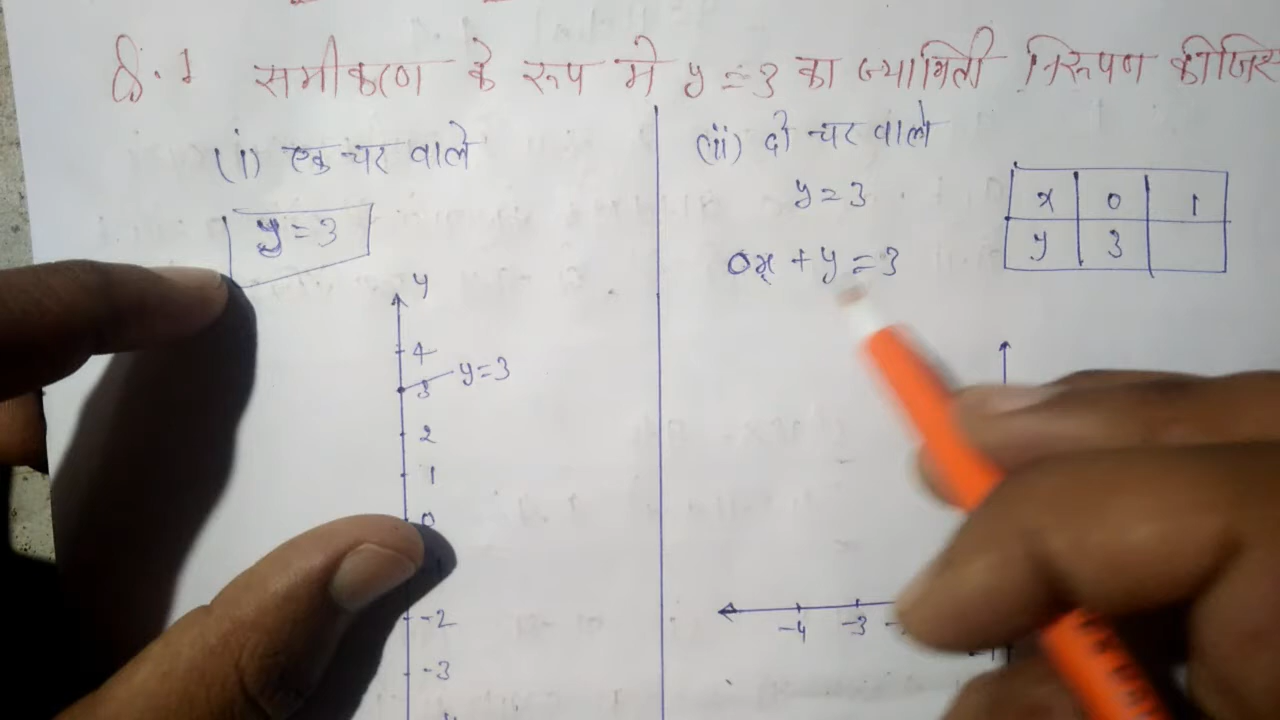 Q.1 समीकरण के रूप मे y=3 का ज्यामिती निरूपण कीजिए
(i) एक चर वाले
y=3
y
4
3 y=3
2
1
0
-2
-3
(ii) दो चर वाले
y=3
0x+y=3
x 0 1
y 3
-4 -3